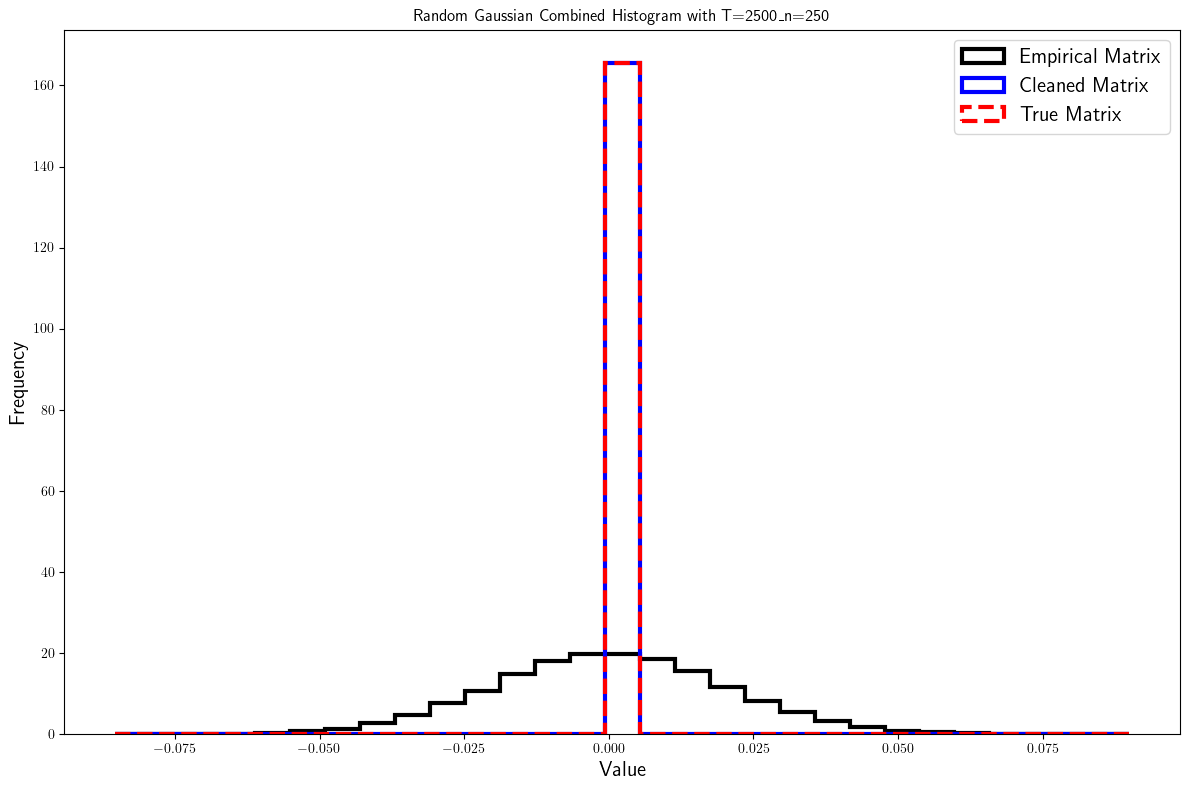 Random Gaussian Combined Histogram with T=2500_n=250
Empirical Matrix
Cleaned Matrix
True Matrix
Frequency
160
140
120
100
80
60
40
20
0
−0.075
−0.050
−0.025
0.000
0.025
0.050
0.075
Value